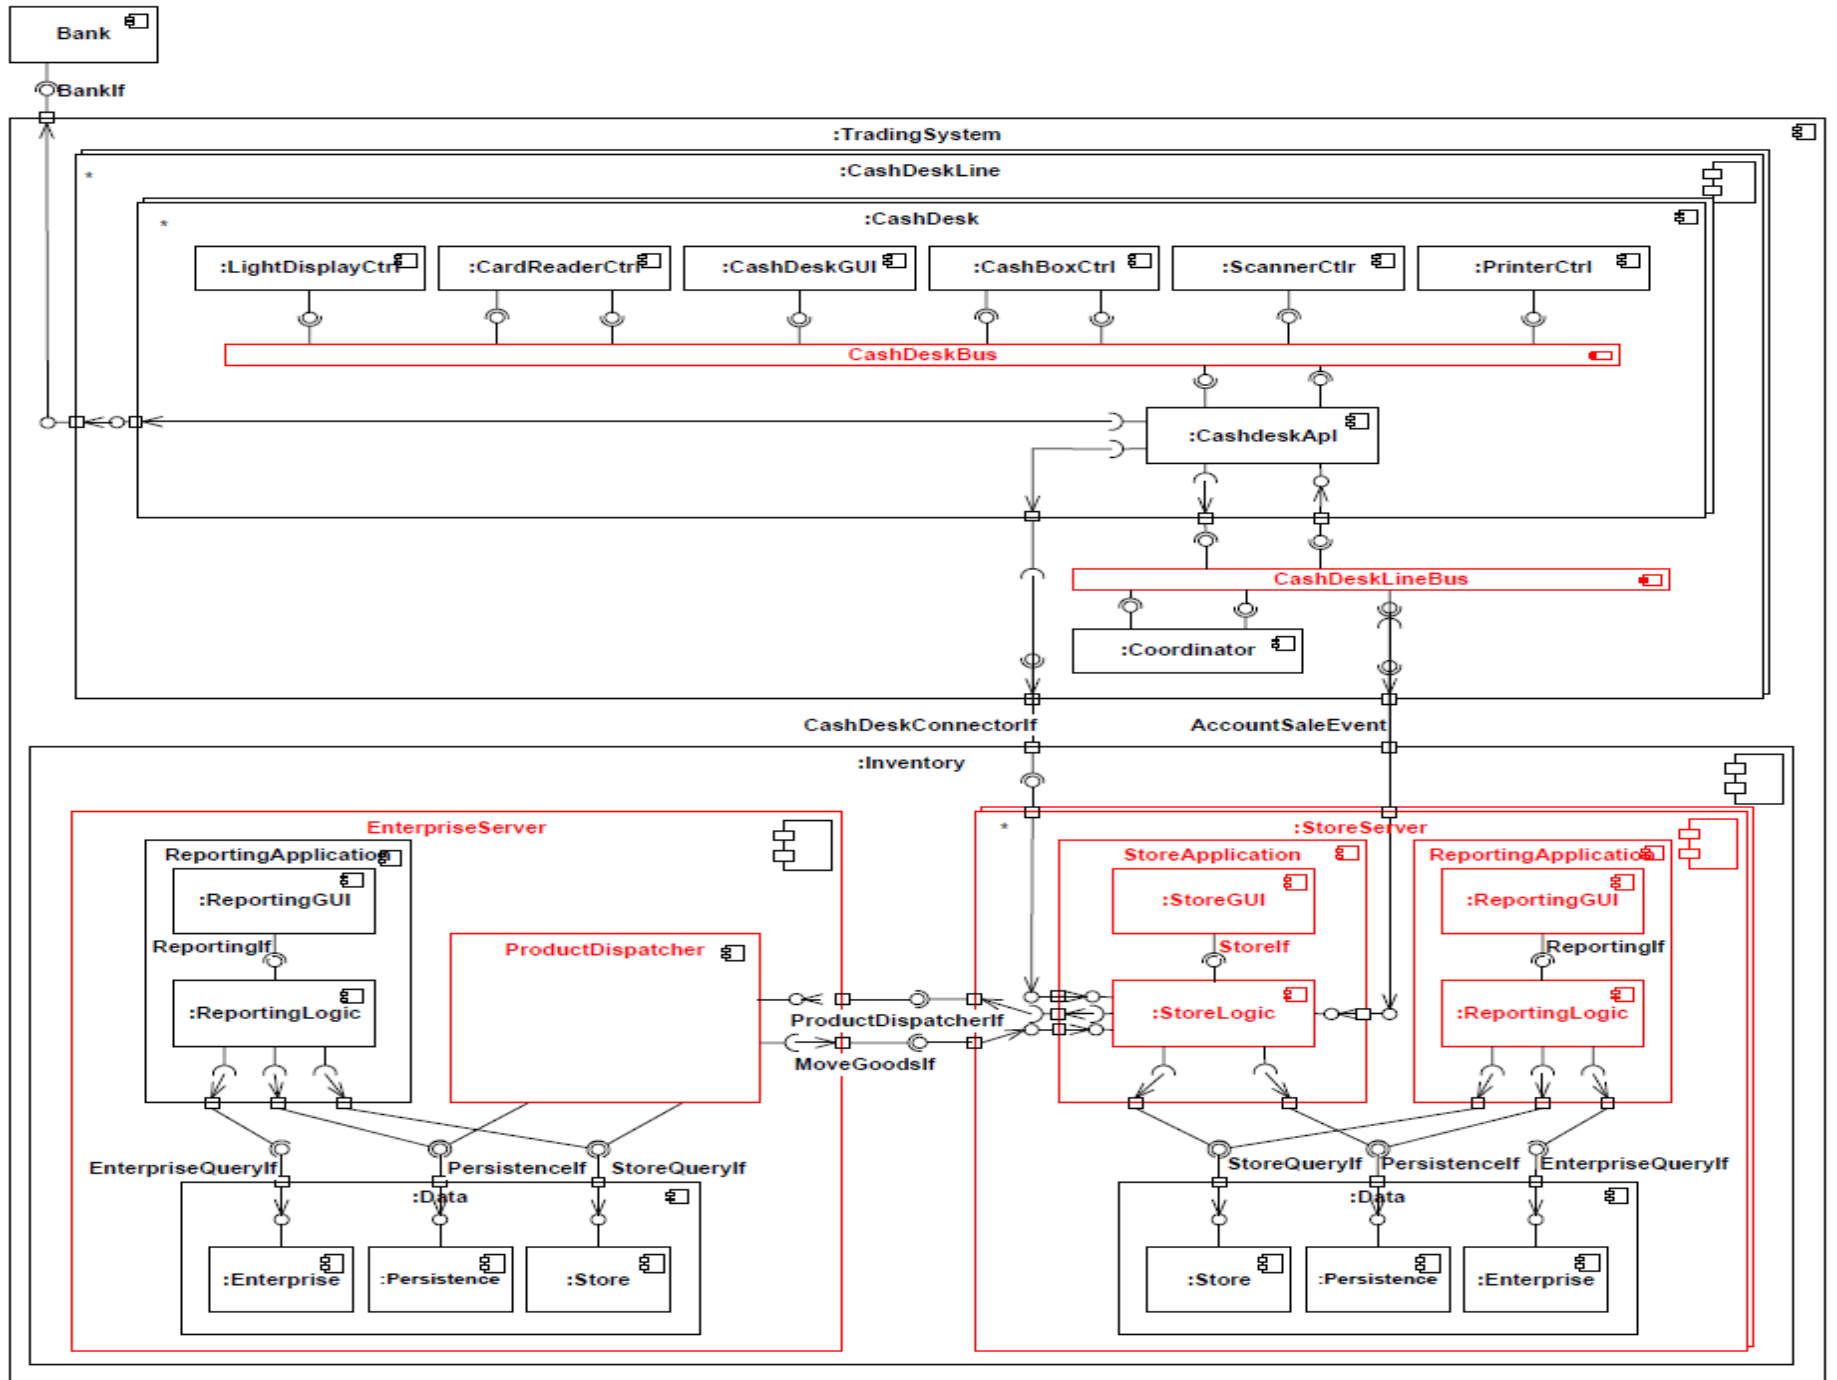 Bank
BankIf
:TradingSystem
:CashDeskLine
*
:CashDesk
*
:LightDisplayCtrl
:CardReaderCtrl
:CashDeskGUI
:CashBoxCtrl
:ScannerCtlr
:PrinterCtrl
CashDeskBus
:CashdeskApl
CashDeskLineBus
:Coordinator
CashDeskConnectorIf
AccountSaleEvent
:Inventory
EnterpriseServer
*
:StoreServer
ReportingApplication
StoreApplication
ReportingApplication
:ReportingGUI
:StoreGUI
:ReportingGUI
ReportingIf
ProductDispatcher
StoreIf
ReportingIf
:ReportingLogic
ProductDispatcherIf
:StoreLogic
:ReportingLogic
MoveGoodsIf
EnterpriseQueryIf
PersistenceIf
StoreQueryIf
StoreQueryIf
PersistenceIf
EnterpriseQueryIf
:Data
:Data
:Enterprise
:Persistence
:Store
:Store
:Persistence
:Enterprise